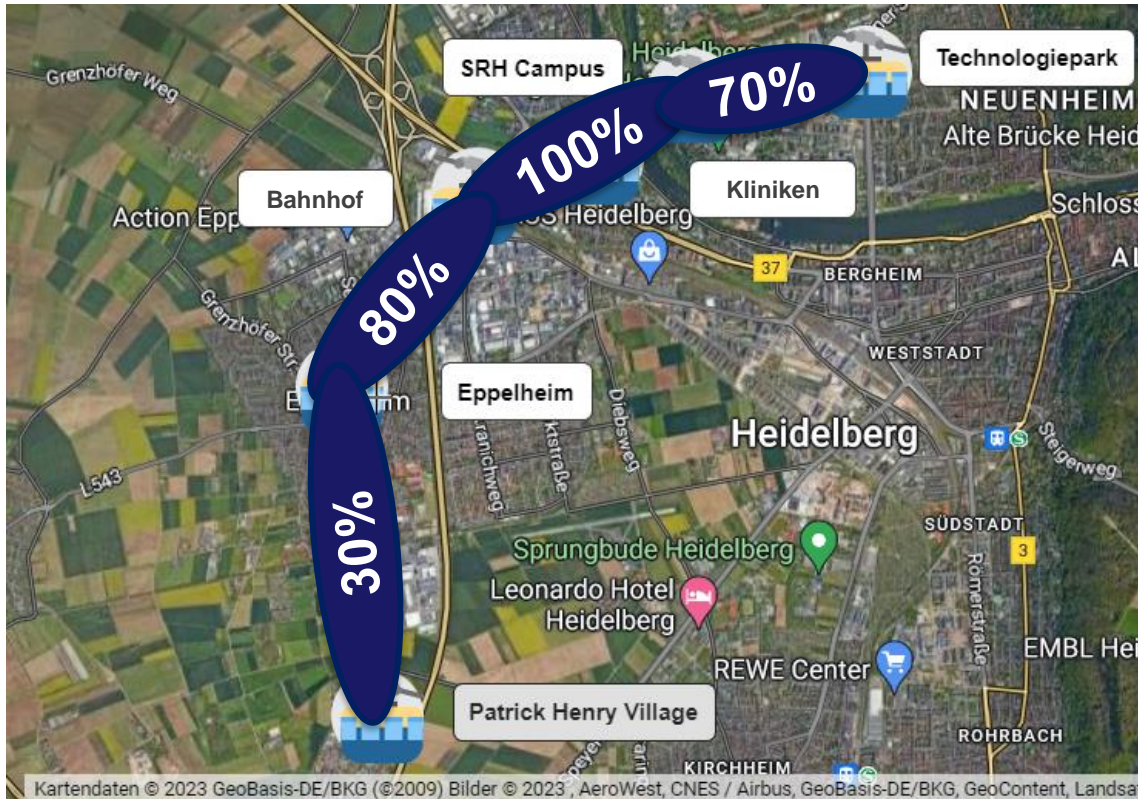 Grenzhöfer Weg
SRH Campus
Technologiepark
70%
NEUENHEIM
Alte Brücke Heid
100%
Bahnhof
Kliniken
Action Epp
Heidelberg
Schloss
37
BERGHEIM
80%
Grenzhöfer Str
WESTSTADT
Eppelheim
Diebsweg
Heidelberg
Steigerweg
L543
30%
SÜDSTADT
Sprungbude Heidelberg
3
Leonardo Hotel
Heidelberg
Römerstraße
EMBL Hei
REWE Center
Patrick Henry Village
ROHRBACH
KIRCHHEIM
Kartendaten © 2023 GeoBasis-DE/BKG (©2009) Bilder © 2023 , AeroWest, CNES / Airbus, GeoBasis-DE/BKG, GeoContent, Landsa